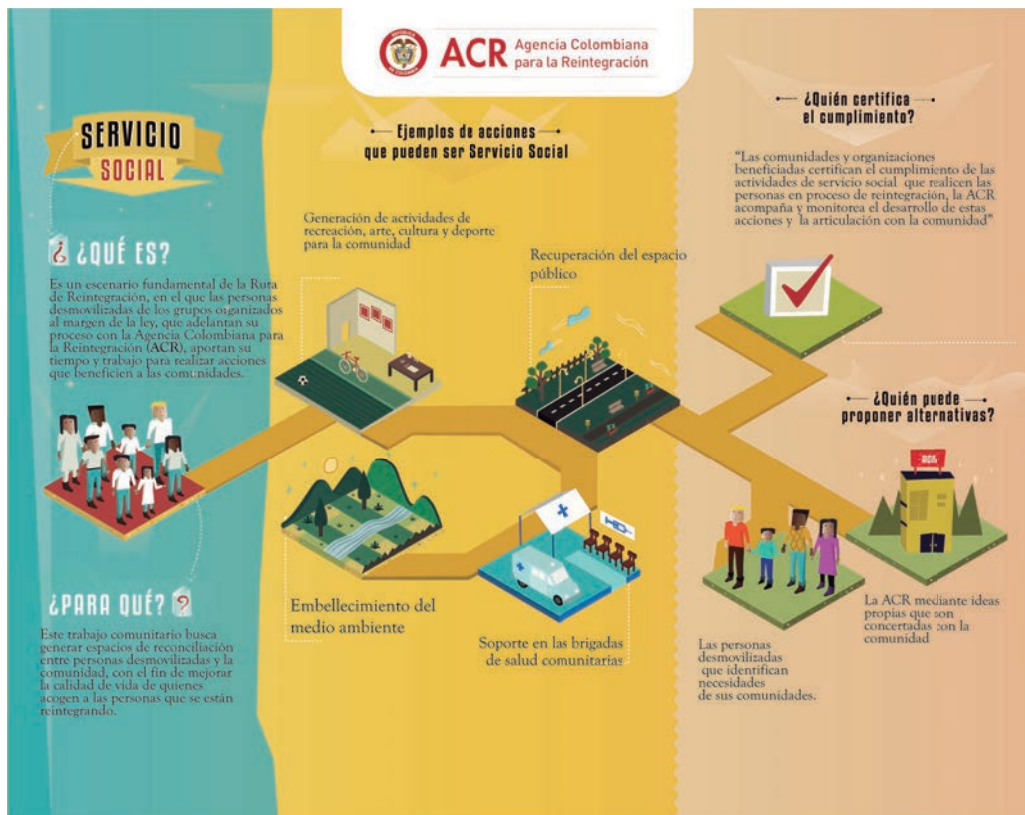 ACR Agencia Colombiana
para la Reintegración
REPÚBLICA
DE COLOMBIA
SERVICIO
SOCIAL
¿QUÉ ES?
Es un escenario fundamental de la Ruta
de Reintegración, en el que las personas
desmovilizadas de los grupos organizados
al margen de la ley, que adelantan su
proceso con la Agencia Colombiana para
la Reintegración (ACR), aportan su
tiempo y trabajo para realizar acciones
que beneficien a las comunidades.
¿PARA QUÉ?
Este trabajo comunitario busca
generar espacios de reconciliación
entre personas desmovilizadas y la
comunidad, con el fin de mejorar
la calidad de vida de quienes
acogen a las personas que se están
reintegrando.
Ejemplos de acciones
que pueden ser Servicio Social
Generación de actividades de
recreación, arte, cultura y deporte
para la comunidad
Recuperación del espacio
público
Embellecimiento del
medio ambiente
Soporte en las brigadas
de salud comunitarias
¿Quién certifica
el cumplimiento?
"Las comunidades y organizaciones
beneficiadas certifican el cumplimiento de las
actividades de servicio social que realicen las
personas en proceso de reintegración, la ACR
acompaña y monitorea el desarrollo de estas
acciones y la articulación con la comunidad"
¿Quién puede
proponer alternativas?
ACR
Las personas
desmovilizadas
que identifican
necesidades
de sus comunidades.
La ACR mediante ideas
propias que son
concertadas con la
comunidad